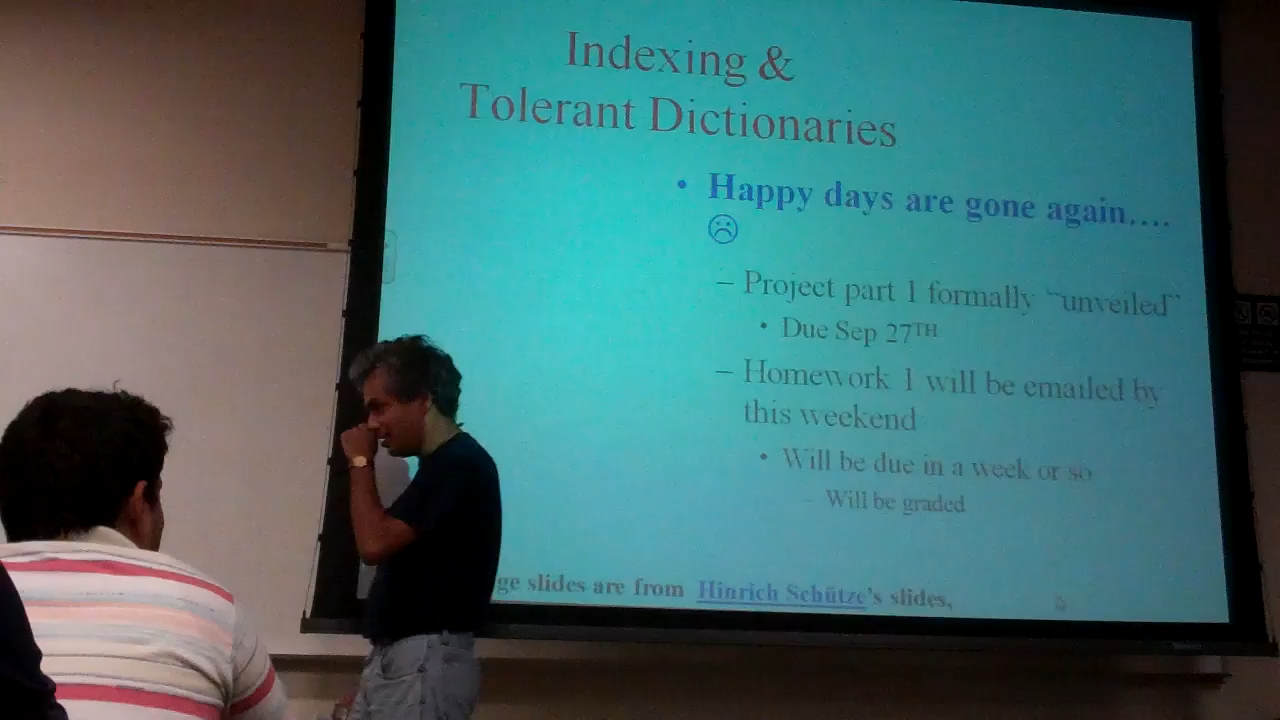 Indexing &
Tolerant Dictionaries
• Happy days are gone again….
☹
– Project part 1 formally “unveiled”
• Due Sep 27TH
– Homework 1 will be emailed by
this weekend
• Will be due in a week or so
– Will be graded
ge slides are from Hinrich Schütze's slides,